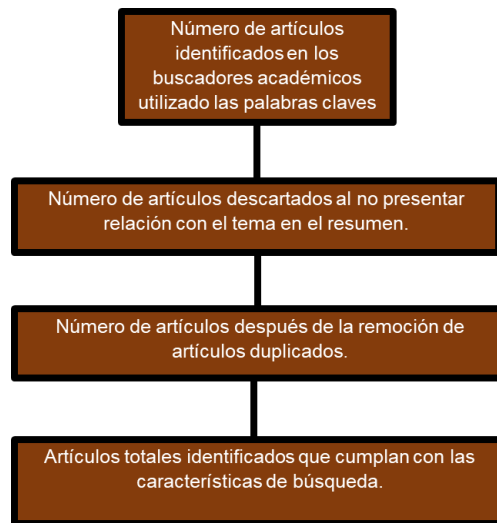 Número de artículos
identificados en los
buscadores académicos
utilizado las palabras claves
Número de artículos descartados al no presentar
relación con el tema en el resumen.
Número de artículos después de la remoción de
artículos duplicados.
Artículos totales identificados que cumplan con las
características de búsqueda.